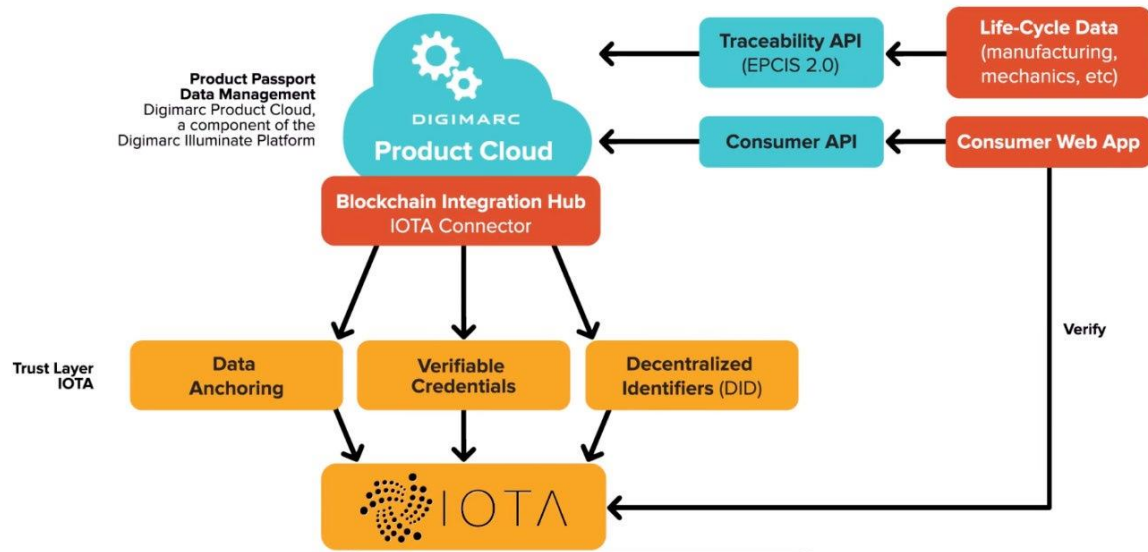 Product Passport
Data Management
Digimarc Product Cloud,
a component of the
Digimarc Illuminate Platform
DIGIMARC
Product Cloud
Traceability API
(EPCIS 2.0)
Life-Cycle Data
(manufacturing,
mechanics, etc)
Consumer API
Consumer Web App
Blockchain Integration Hub
IOTA Connector
Verify
Trust Layer
IOTA
Data
Anchoring
Verifiable
Credentials
Decentralized
Identifiers (DID)
IOTA